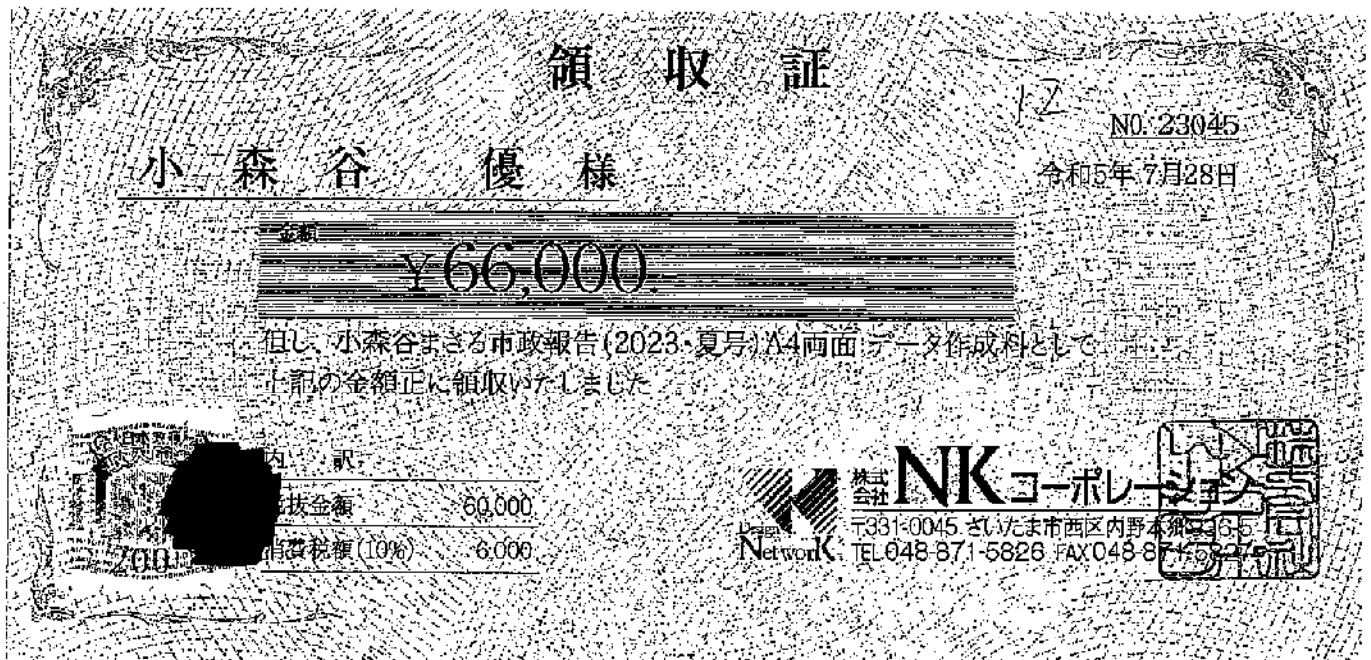 領収証
12
NO. 23045
小森谷 優 様
令和5年 7月28日
金額
¥66,000.
但し、小森谷まさる市政報告(2023・夏号)A4両面 データ作成料として
上記の金額正に領収いたしました
日本政府
200
内 訳
税抜金額 60,000
消費税額(10%) 6,000
Network
株式会社 NKコーポレーション
〒331-0045 さいたま市西区内野本郷
TEL 048-871-5826 FAX 048-871-